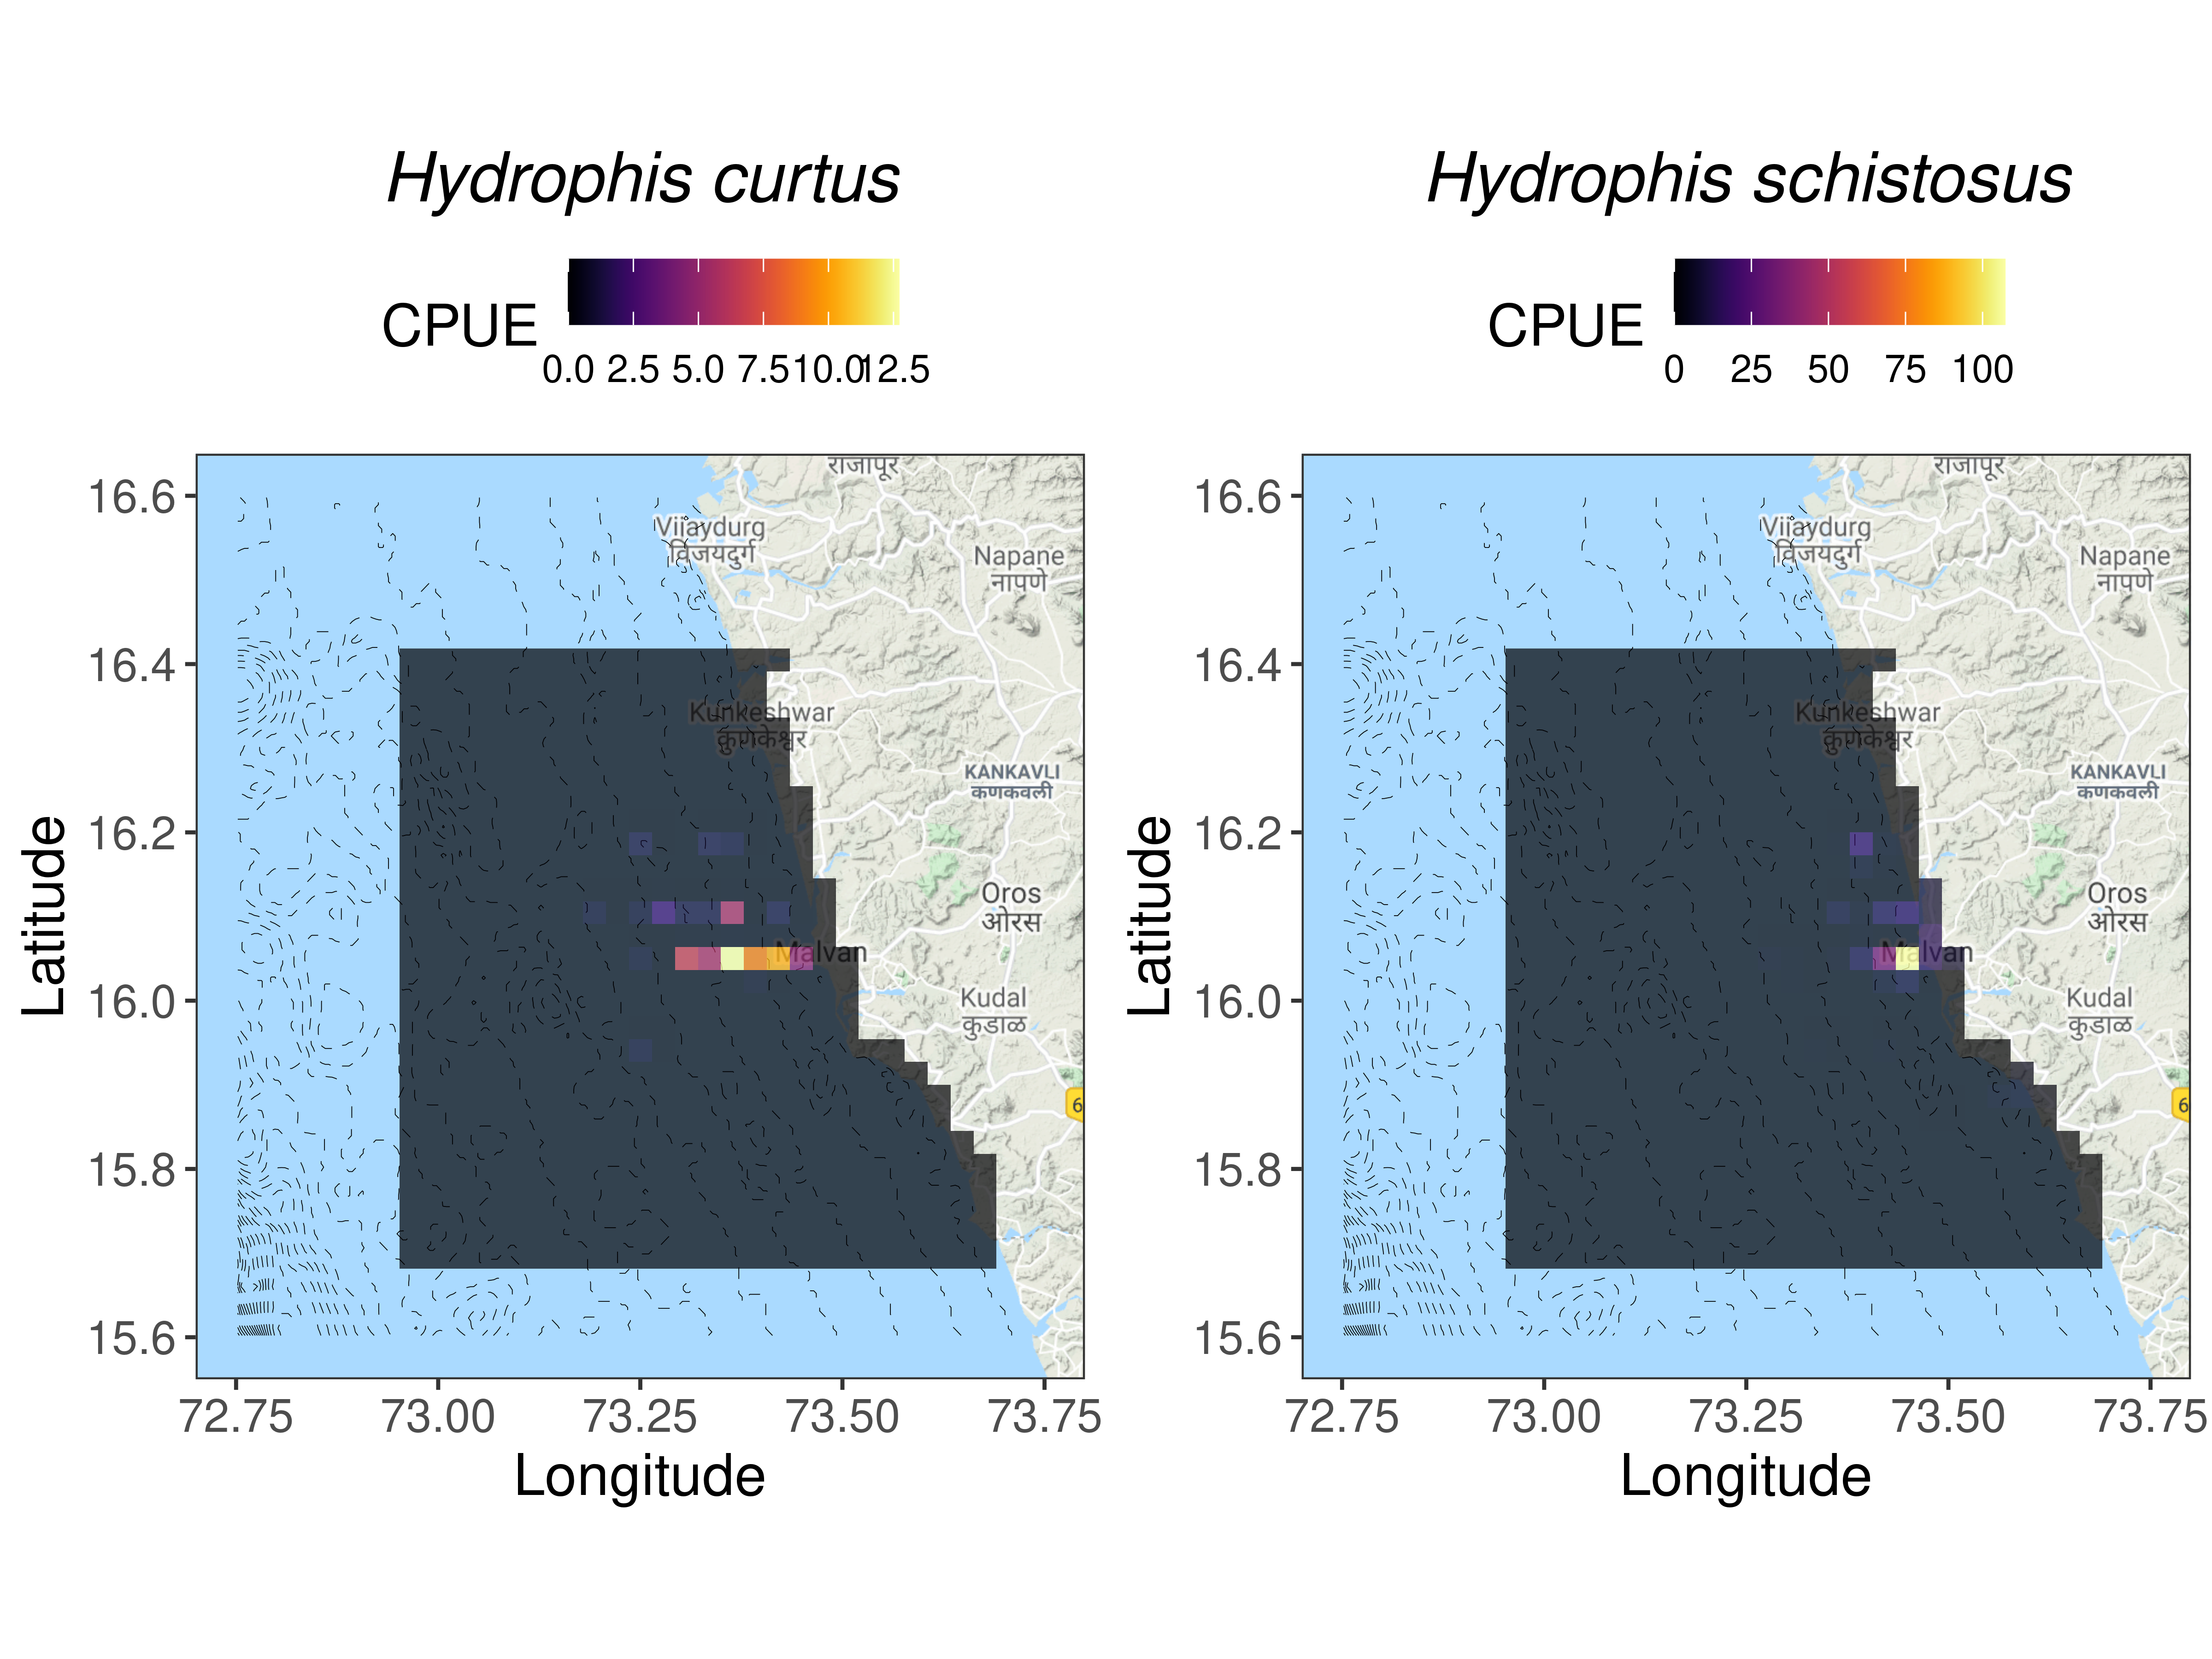 Hydrophis curtus
CPUE
0.0 2.5 5.0 7.5 10.0 12.5
राजापूर
Vijaydurg
विजयदुर्ग
Napane
नापणे
Kunkeshwar
कुणकेश्वर
KANKAVLI
कणकवली
Oros
ओरस
Malvan
Kudal
कुडाळ
6
16.6
16.4
16.2
16.0
15.8
15.6
Latitude
72.75 73.00 73.25 73.50 73.75
Longitude
Hydrophis schistosus
CPUE
0 25 50 75 100
राजापूर
Vijaydurg
विजयदुर्ग
Napane
नापणे
Kunkeshwar
कुणकेश्वर
KANKAVLI
कणकवली
Oros
ओरस
Malvan
Kudal
कुडाळ
6
16.6
16.4
16.2
16.0
15.8
15.6
Latitude
72.75 73.00 73.25 73.50 73.75
Longitude